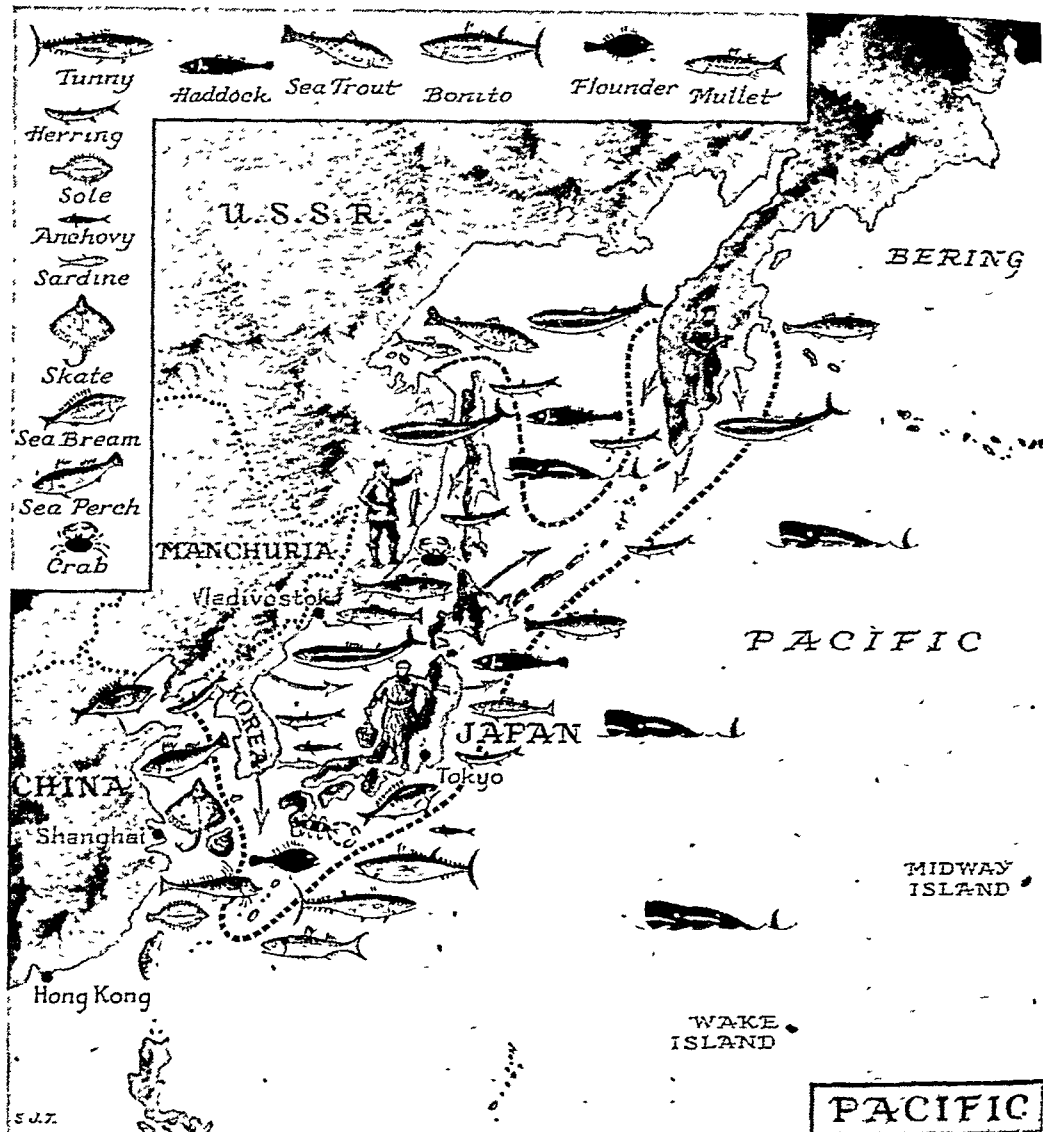 Tunny
Haddock
Sea Trout
Bonito
Flounder
Mullet
Herring
Sole
Anchovy
Sardine
Skate
Sea Bream
Sea Perch
Crab
U.S.S.R.
BERING
MANCHURIA
Vladivostok
PACIFIC
KOREA
JAPAN
Tokyo
CHINA
Shanghai
MIDWAY
ISLAND
Hong Kong
WAKE
ISLAND
S.J.T.
PACIFIC